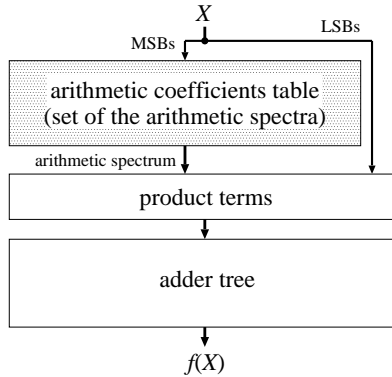 X
MSBs
LSBs
arithmetic coefficients table
(set of the arithmetic spectra)
arithmetic spectrum
product terms
adder tree
f(X)